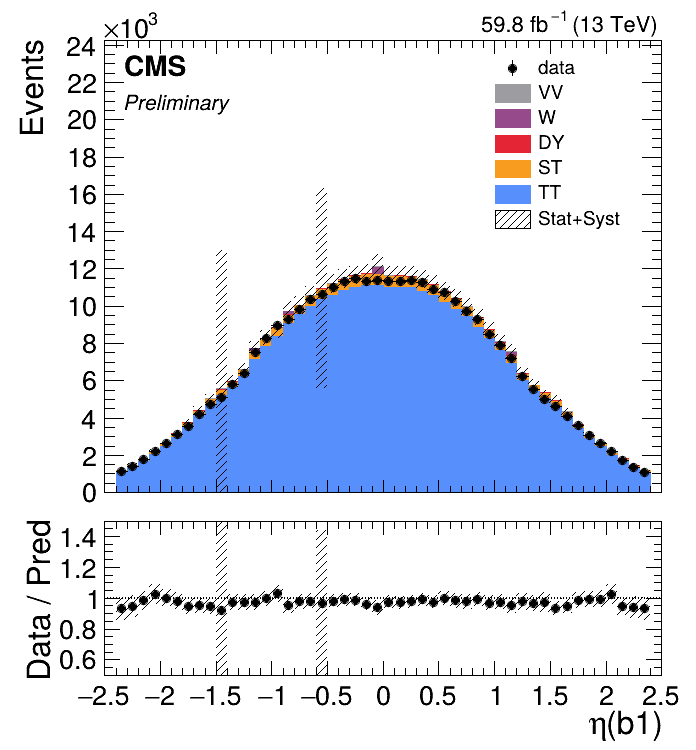 ×10³
59.8 fb⁻¹ (13 TeV)
CMS
Preliminary
data
VV
W
DY
ST
TT
Stat+Syst
Events
24
22
20
18
16
14
12
10
8
6
4
2
0
Data / Pred
1.4
1.2
1
0.8
0.6
−2.5 −2 −1.5 −1 −0.5 0 0.5 1 1.5 2 2.5
η(b1)